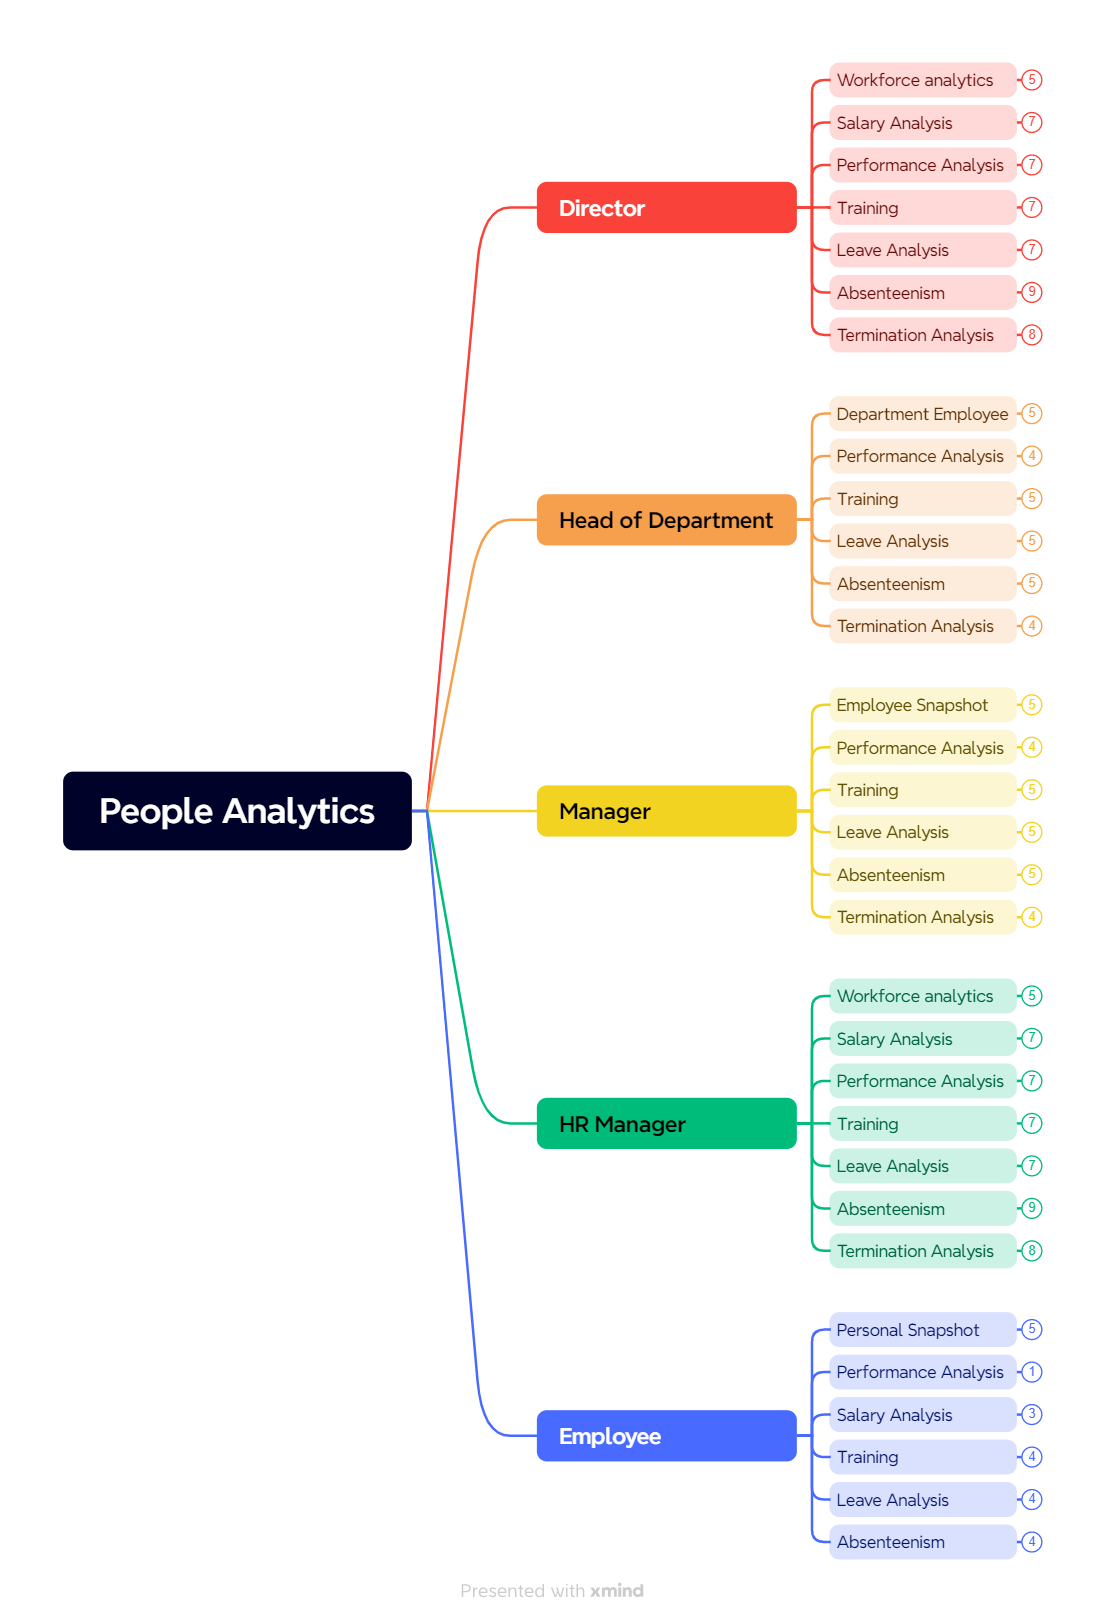 People Analytics
Director
Workforce analytics 5
Salary Analysis 7
Performance Analysis 7
Training 7
Leave Analysis 7
Absenteenism 9
Termination Analysis 8
Head of Department
Department Employee 5
Performance Analysis 4
Training 5
Leave Analysis 5
Absenteenism 5
Termination Analysis 4
Manager
Employee Snapshot 5
Performance Analysis 4
Training 5
Leave Analysis 5
Absenteenism 5
Termination Analysis 4
HR Manager
Workforce analytics 5
Salary Analysis 7
Performance Analysis 7
Training 7
Leave Analysis 7
Absenteenism 9
Termination Analysis 8
Employee
Personal Snapshot 5
Performance Analysis 1
Salary Analysis 3
Training 4
Leave Analysis 4
Absenteenism 4
Presented with xmind